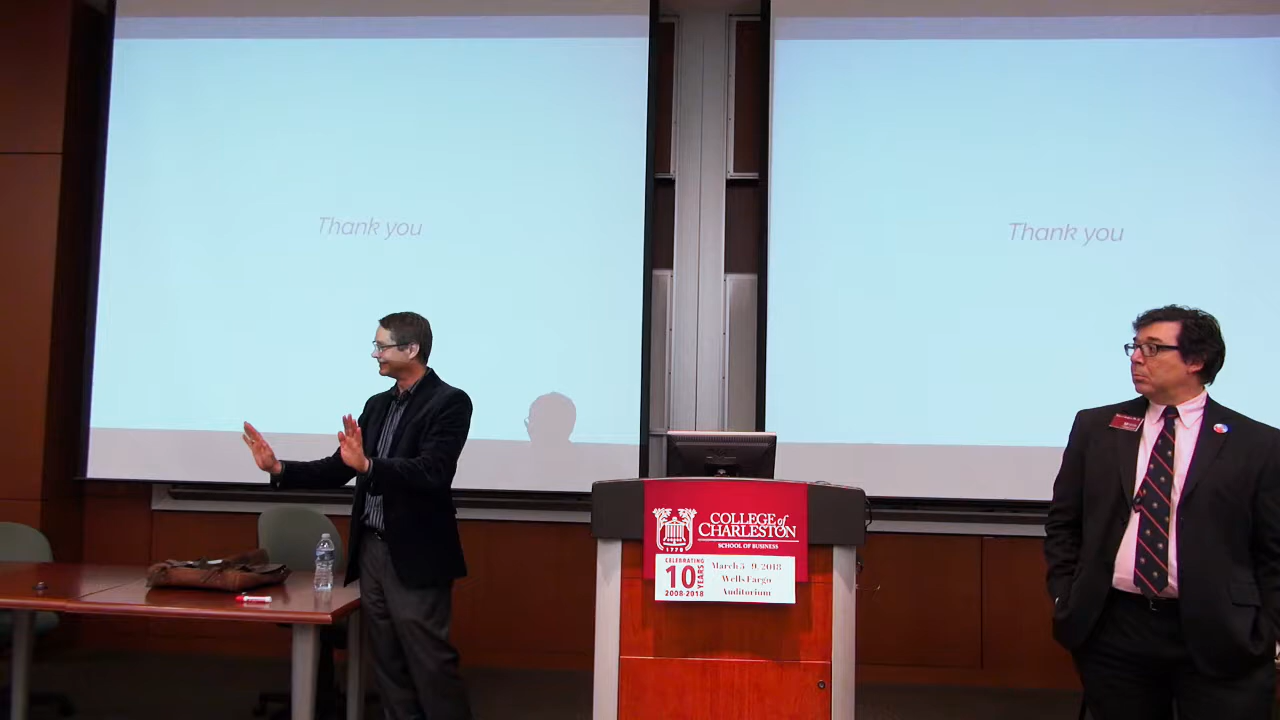 Thank you
Thank you
COLLEGE of
CHARLESTON
SCHOOL OF BUSINESS
1770
CELEBRATING
10 YEARS
2008-2018
March 5-9, 2018
Wells Fargo
Auditorium